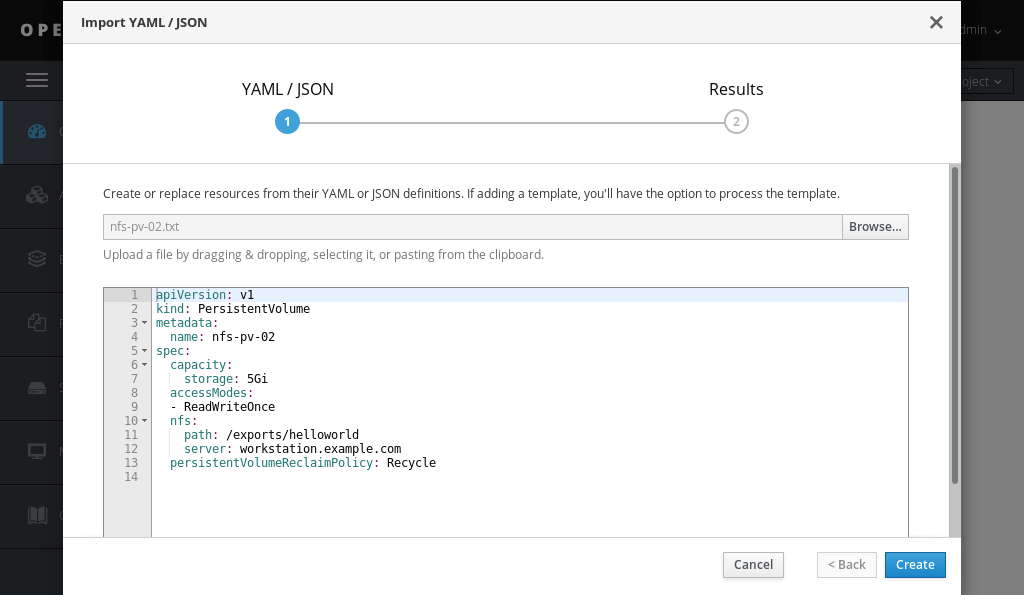 Import YAML / JSON
OPE
dmin
oject
YAML / JSON
Results
1
2
Create or replace resources from their YAML or JSON definitions. If adding a template, you'll have the option to process the template.
nfs-pv-02.txt
Browse...
Upload a file by dragging & dropping, selecting it, or pasting from the clipboard.
1 apiVersion: v1
2 kind: PersistentVolume
3 metadata:
4 name: nfs-pv-02
5 spec:
6 capacity:
7 storage: 5Gi
8 accessModes:
9 - ReadWriteOnce
10 nfs:
11 path: /exports/helloworld
12 server: workstation.example.com
13 persistentVolumeReclaimPolicy: Recycle
14
Cancel
< Back
Create